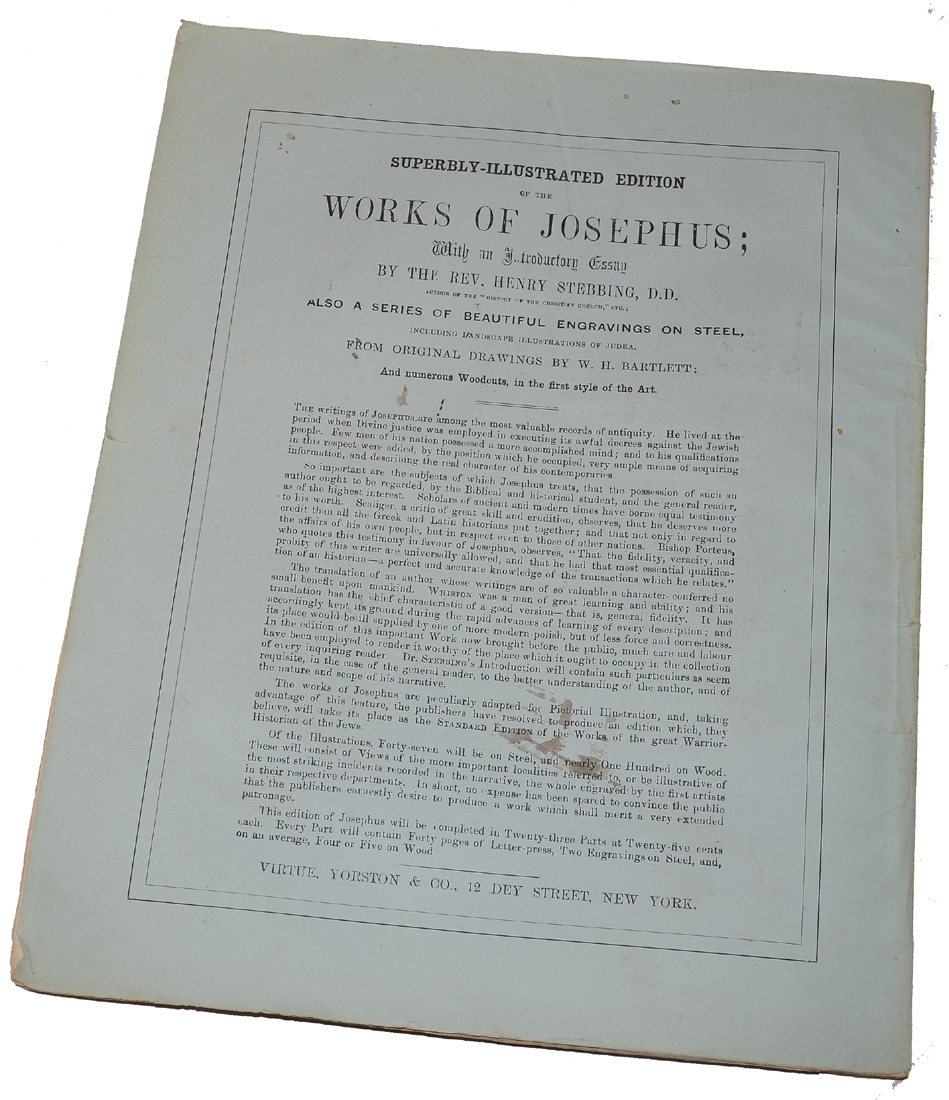 SUPERBLY-ILLUSTRATED EDITION
OF THE
WORKS OF JOSEPHUS;
With an I.troductory Essay
BY THE REV. HENRY STEBBING, D.D.
AUTHOR OF THE "HISTORY OF THE CHRISTIAN CHURCH," ETC.;
ALSO A SERIES OF BEAUTIFUL ENGRAVINGS ON STEEL,
INCLUDING LANDSCAPE ILLUSTRATIONS OF JUDEA,
FROM ORIGINAL DRAWINGS BY W. H. BARTLETT;
And numerous Woodcuts, in the first style of the Art.
THE writings of JOSEPHUS are among the most valuable records of antiquity. He lived at the
period when Divine justice was employed in executing its awful decrees against the Jewish
people. Few men of his nation possessed a more accomplished mind; and to his qualifications
in this respect were added, by the position which he occupied, very ample means of acquiring
information, and describing the real character of his contemporaries
So important are the subjects of which Josephus treats, that the possession of such an
author ought to be regarded, by the Biblical and historical student, and the general reader,
as of the highest interest. Scholars of ancient and modern times have borne equal testimony
to his worth. Scaliger, a critic of great skill and erudition, observes, that he deserves more
credit than all the Greek and Latin historians put together; and that not only in regard to
the affairs of his own people, but in respect even to those of other nations. Bishop Porteus,
who quotes this testimony in favour of Josephus, observes, "That the fidelity, veracity, and
probity of this writer are universally allowed, and that he had that most essential qualifica-
tion of an historian—a perfect and accurate knowledge of the transactions which he relates."
The translation of an author whose writings are of so valuable a character conferred no
small benefit upon mankind. WHISTON was a man of great learning and ability; and his
translation has the chief characteristic of a good version—that is, general fidelity. It has
accordingly kept its ground during the rapid advances of learning of every description; and
its place would be ill supplied by one of more modern polish, but of less force and correctness.
In the edition of this important Work now brought before the public, much care and labour
have been employed to render it worthy of the place which it ought to occupy in the collection
of every inquiring reader. Dr. STEBBING'S Introduction will contain such particulars as seem
requisite, in the case of the general reader, to the better understanding of the author, and of
the nature and scope of his narrative.
The works of Josephus are peculiarly adapted for Pictorial Illustration, and, taking
advantage of this feature, the publishers have resolved to produce an edition which, they
believe, will take its place as the STANDARD EDITION of the Works of the great Warrior-
Historian of the Jews.
Of the Illustrations, Forty-seven will be on Steel, and nearly One Hundred on Wood.
These will consist of Views of the more important localities referred to, or be illustrative of
the most striking incidents recorded in the narrative, the whole engraved by the first artists
in their respective departments. In short, no expense has been spared to convince the public
that the publishers earnestly desire to produce a work which shall merit a very extended
patronage.
This edition of Josephus will be completed in Twenty-three Parts at Twenty-five cents
each. Every Part will contain Forty pages of Letter-press, Two Engravings on Steel, and,
on an average, Four or Five on Wood
VIRTUE, YORSTON & CO., 12 DEY STREET, NEW YORK.